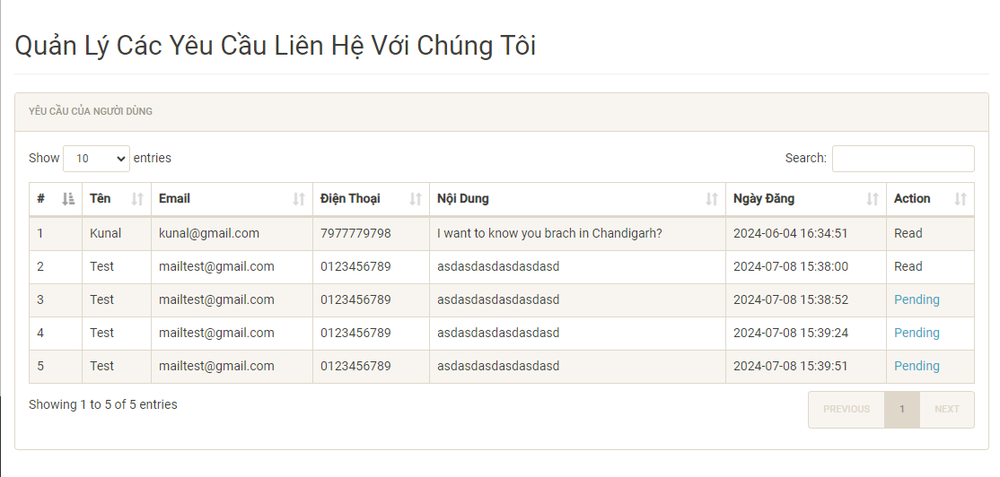 Quản Lý Các Yêu Cầu Liên Hệ Với Chúng Tôi
YÊU CẦU CỦA NGƯỜI DÙNG
Show 10 entries Search:
# Tên Email Điện Thoại Nội Dung Ngày Đăng Action
1 Kunal kunal@gmail.com 7977779798 I want to know you brach in Chandigarh? 2024-06-04 16:34:51 Read
2 Test mailtest@gmail.com 0123456789 asdasdasdasdasdasd 2024-07-08 15:38:00 Read
3 Test mailtest@gmail.com 0123456789 asdasdasdasdasdasd 2024-07-08 15:38:52 Pending
4 Test mailtest@gmail.com 0123456789 asdasdasdasdasdasd 2024-07-08 15:39:24 Pending
5 Test mailtest@gmail.com 0123456789 asdasdasdasdasdasd 2024-07-08 15:39:51 Pending
Showing 1 to 5 of 5 entries PREVIOUS 1 NEXT